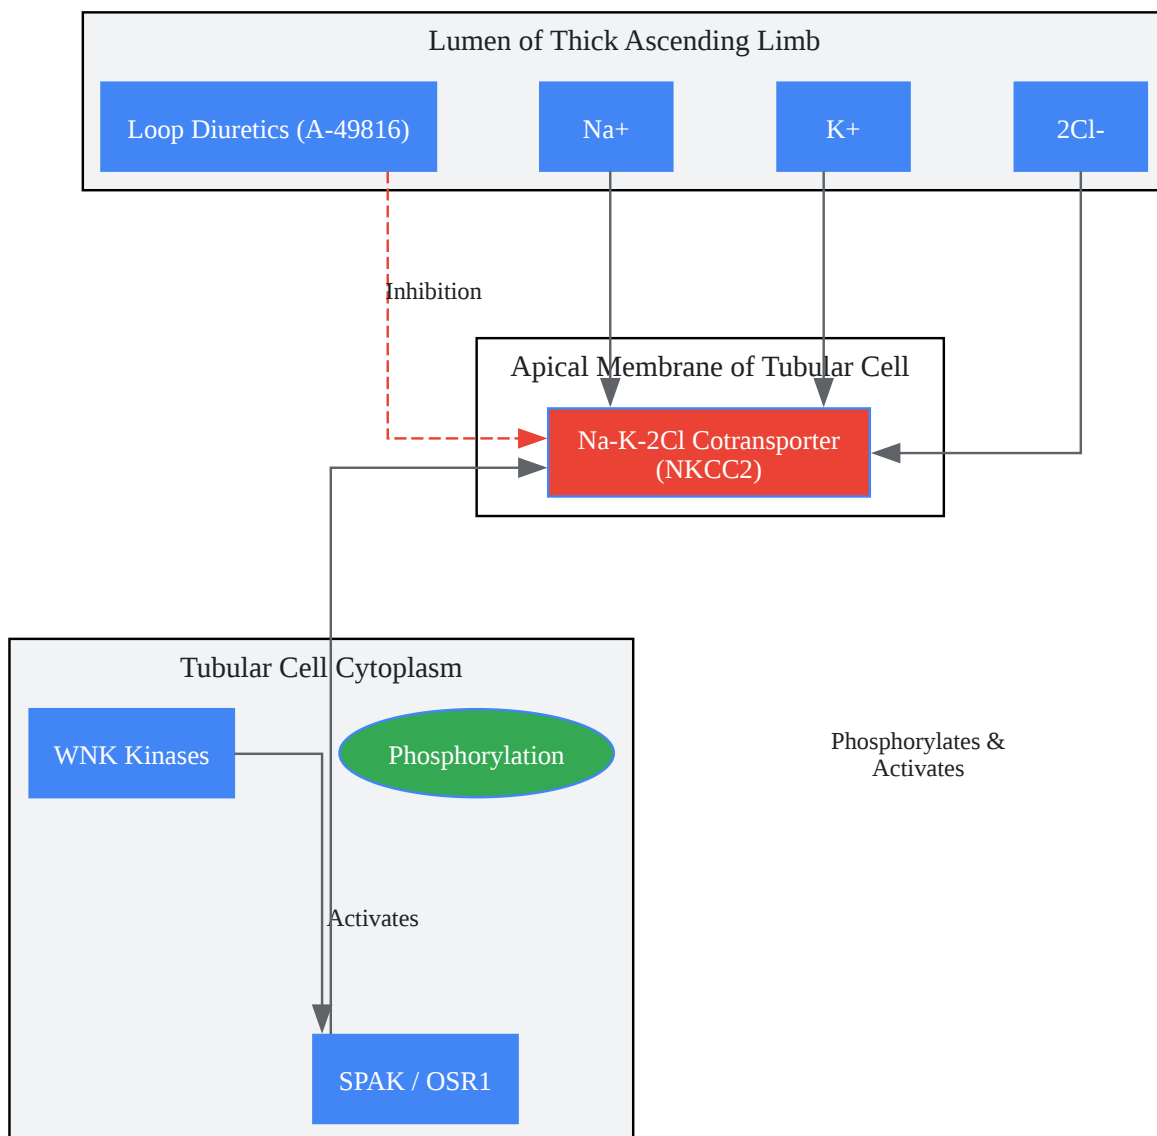 Lumen of Thick Ascending Limb
Loop Diuretics (A-49816)
Na+
K+
2Cl-
Inhibition
Apical Membrane of Tubular Cell
Na-K-2Cl Cotransporter
(NKCC2)
Tubular Cell Cytoplasm
WNK Kinases
Phosphorylation
Phosphorylates &
Activates
Activates
SPAK / OSR1